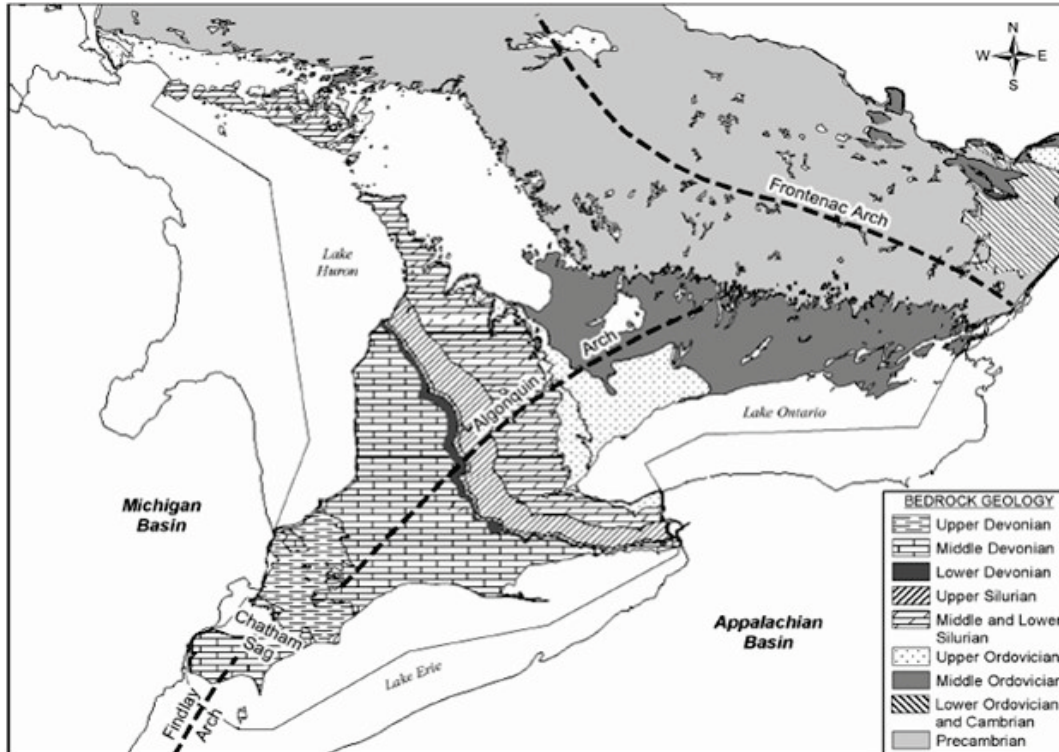 N
W E
S
Frontenac Arch
Lake
Huron
Algonquin Arch
Lake Ontario
Michigan
Basin
Appalachian
Basin
Chatham
Sag
Lake Erie
Findlay
Arch
BEDROCK GEOLOGY
Upper Devonian
Middle Devonian
Lower Devonian
Upper Silurian
Middle and Lower
Silurian
Upper Ordovician
Middle Ordovician
Lower Ordovician
and Cambrian
Precambrian